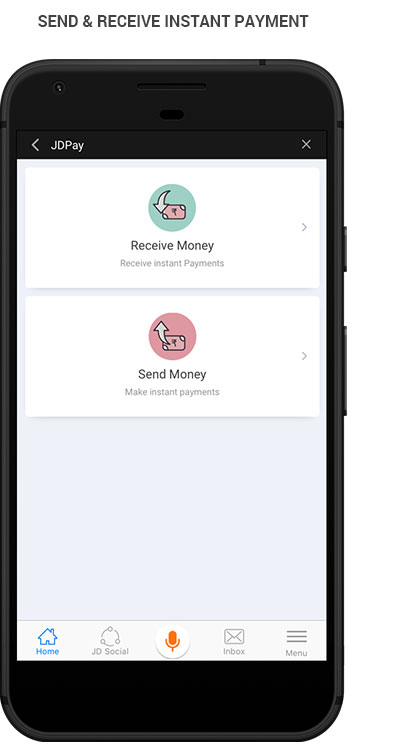 SEND & RECEIVE INSTANT PAYMENT
JDPay
₹
Receive Money
Receive instant Payments
₹
Send Money
Make instant payments
Home
JD Social
Inbox
Menu